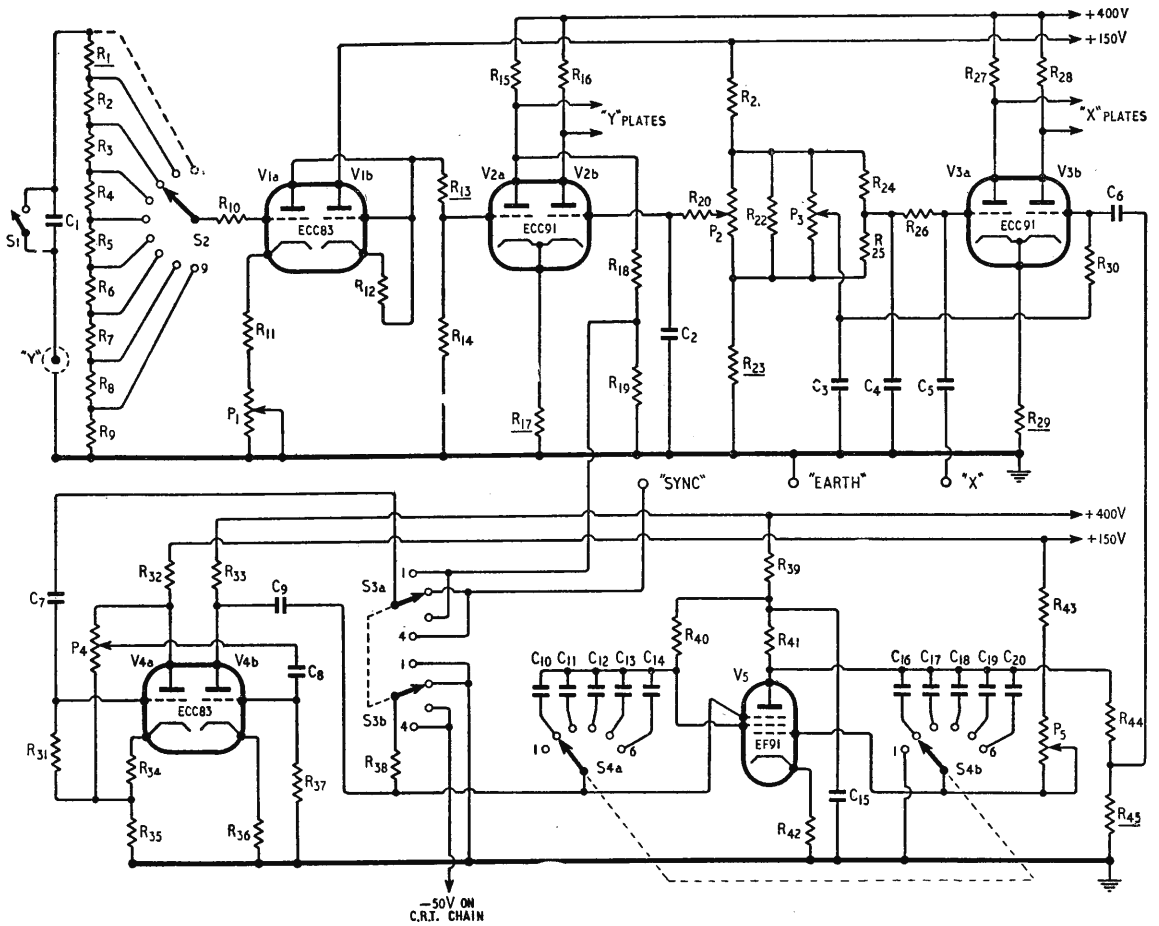 +400V
+150V
R1
R2
R3
R4
R5
R6
R7
R8
R9
C1
S1
"Y"
S2
9
R10
V1a
V1b
ECC83
R11
R12
P1
R13
R14
R15
R16
"Y" PLATES
V2a
V2b
ECC91
R17
R18
R19
C2
R20
P2
R22
P3
R23
R24
R25
R26
C3
C4
C5
R27
R28
"X" PLATES
V3a
V3b
ECC91
C6
R30
R29
"SYNC"
"EARTH"
"X"
+400V
+150V
C7
R32
R33
C9
P4
V4a
V4b
C8
ECC83
R31
R34
R35
R36
R37
S3a
1
4
S3b
1
4
R38
-50V ON
C.R.T. CHAIN
R39
R40
R41
C10
C11
C12
C13
C14
1
6
S4a
V5
EF91
R42
C15
C16
C17
C18
C19
C20
1
6
S4b
R43
P5
R44
R45